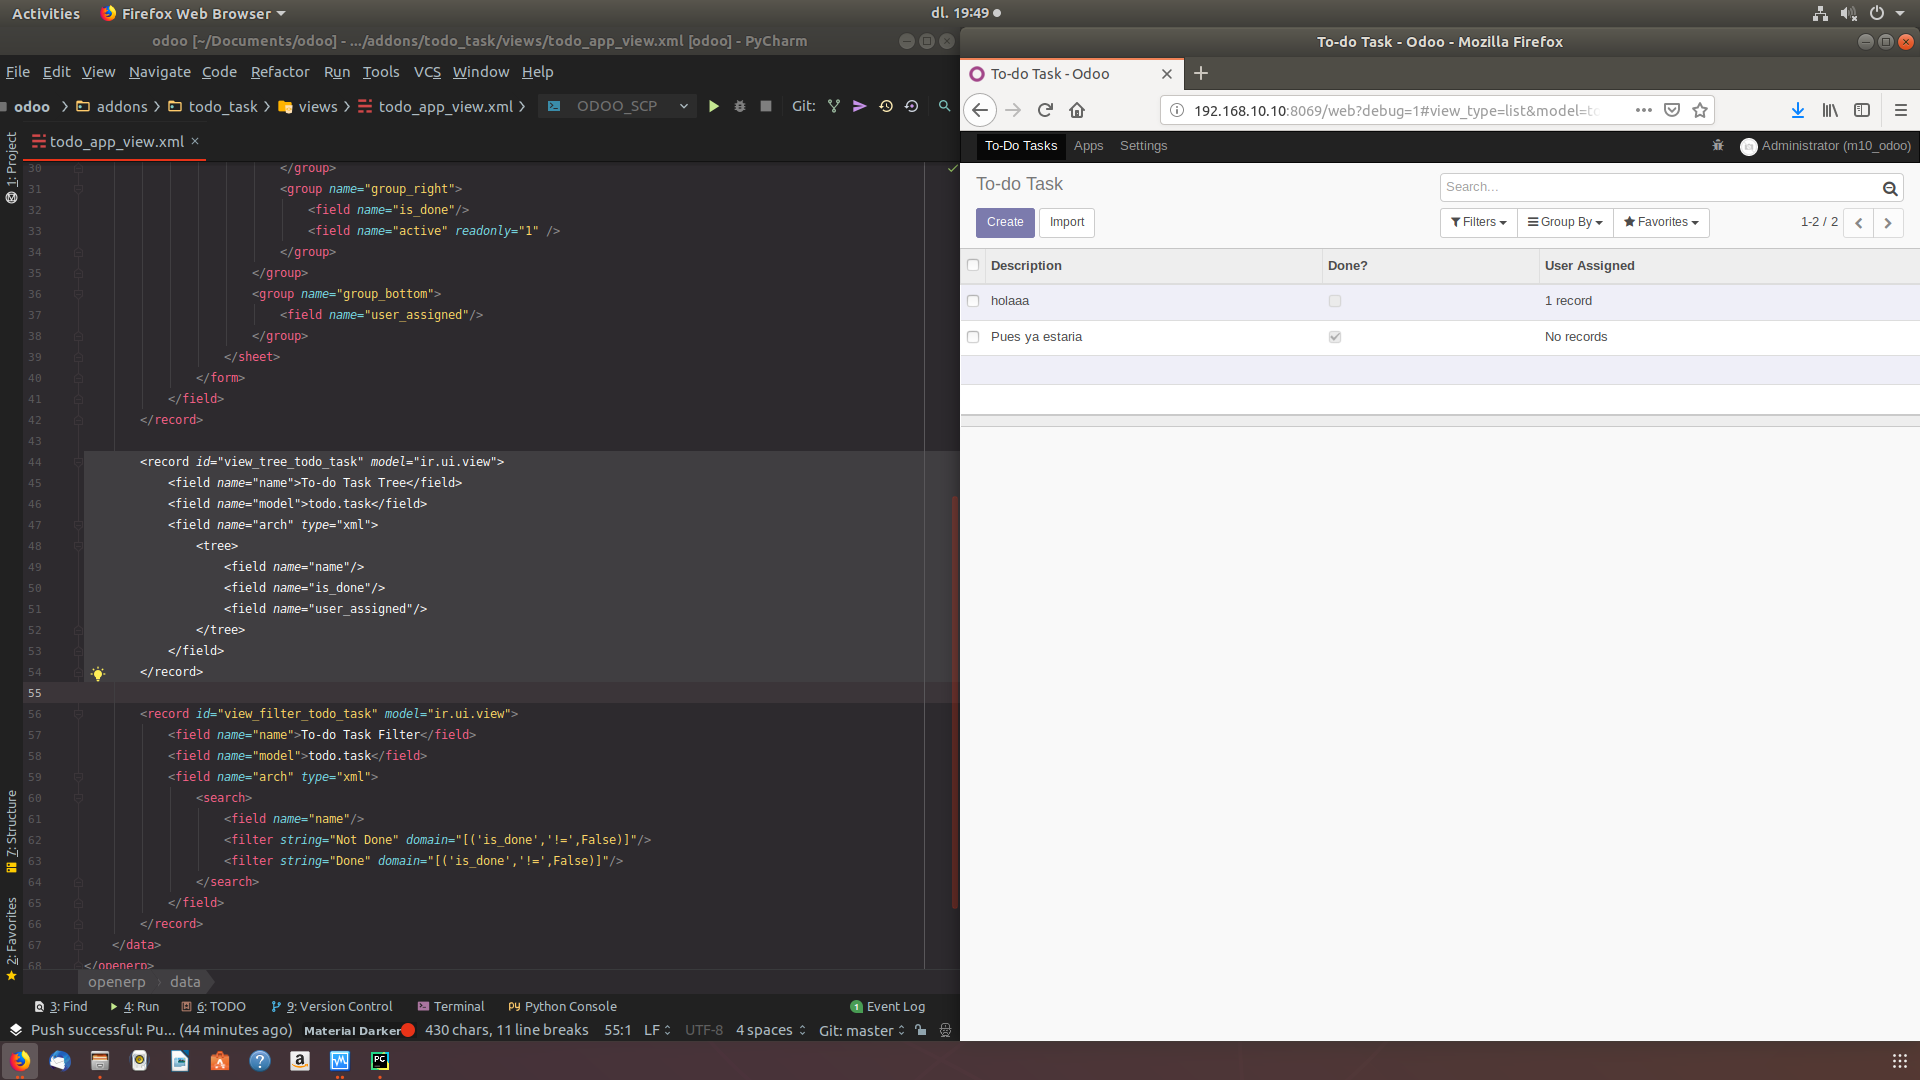 Activities Firefox Web Browser dl. 19:49
odoo [~/Documents/odoo] - .../addons/todo_task/views/todo_app_view.xml [odoo] - PyCharm
File Edit View Navigate Code Refactor Run Tools VCS Window Help
odoo addons todo_task views todo_app_view.xml ODOO_SCP Git:
todo_app_view.xml
1: Project
7: Structure
2: Favorites
30 </group>
31 <group name="group_right">
32 <field name="is_done"/>
33 <field name="active" readonly="1" />
34 </group>
35 </group>
36 <group name="group_bottom">
37 <field name="user_assigned"/>
38 </group>
39 </sheet>
40 </form>
41 </field>
42 </record>
43
44 <record id="view_tree_todo_task" model="ir.ui.view">
45 <field name="name">To-do Task Tree</field>
46 <field name="model">todo.task</field>
47 <field name="arch" type="xml">
48 <tree>
49 <field name="name"/>
50 <field name="is_done"/>
51 <field name="user_assigned"/>
52 </tree>
53 </field>
54 </record>
55
56 <record id="view_filter_todo_task" model="ir.ui.view">
57 <field name="name">To-do Task Filter</field>
58 <field name="model">todo.task</field>
59 <field name="arch" type="xml">
60 <search>
61 <field name="name"/>
62 <filter string="Not Done" domain="[('is_done','!=',False)]"/>
63 <filter string="Done" domain="[('is_done','!=',False)]"/>
64 </search>
65 </field>
66 </record>
67 </data>
68 </openerp>
openerp data
3: Find 4: Run 6: TODO 9: Version Control Terminal Python Console 1 Event Log
Push successful: Pu... (44 minutes ago) Material Darker 430 chars, 11 line breaks 55:1 LF UTF-8 4 spaces Git: master
To-do Task - Odoo - Mozilla Firefox
To-do Task - Odoo
192.168.10.10:8069/web?debug=1#view_type=list&model=to
To-Do Tasks Apps Settings Administrator (m10_odoo)
To-do Task
Search...
Create Import Filters Group By Favorites 1-2 / 2
Description Done? User Assigned
holaaa 1 record
Pues ya estaria No records